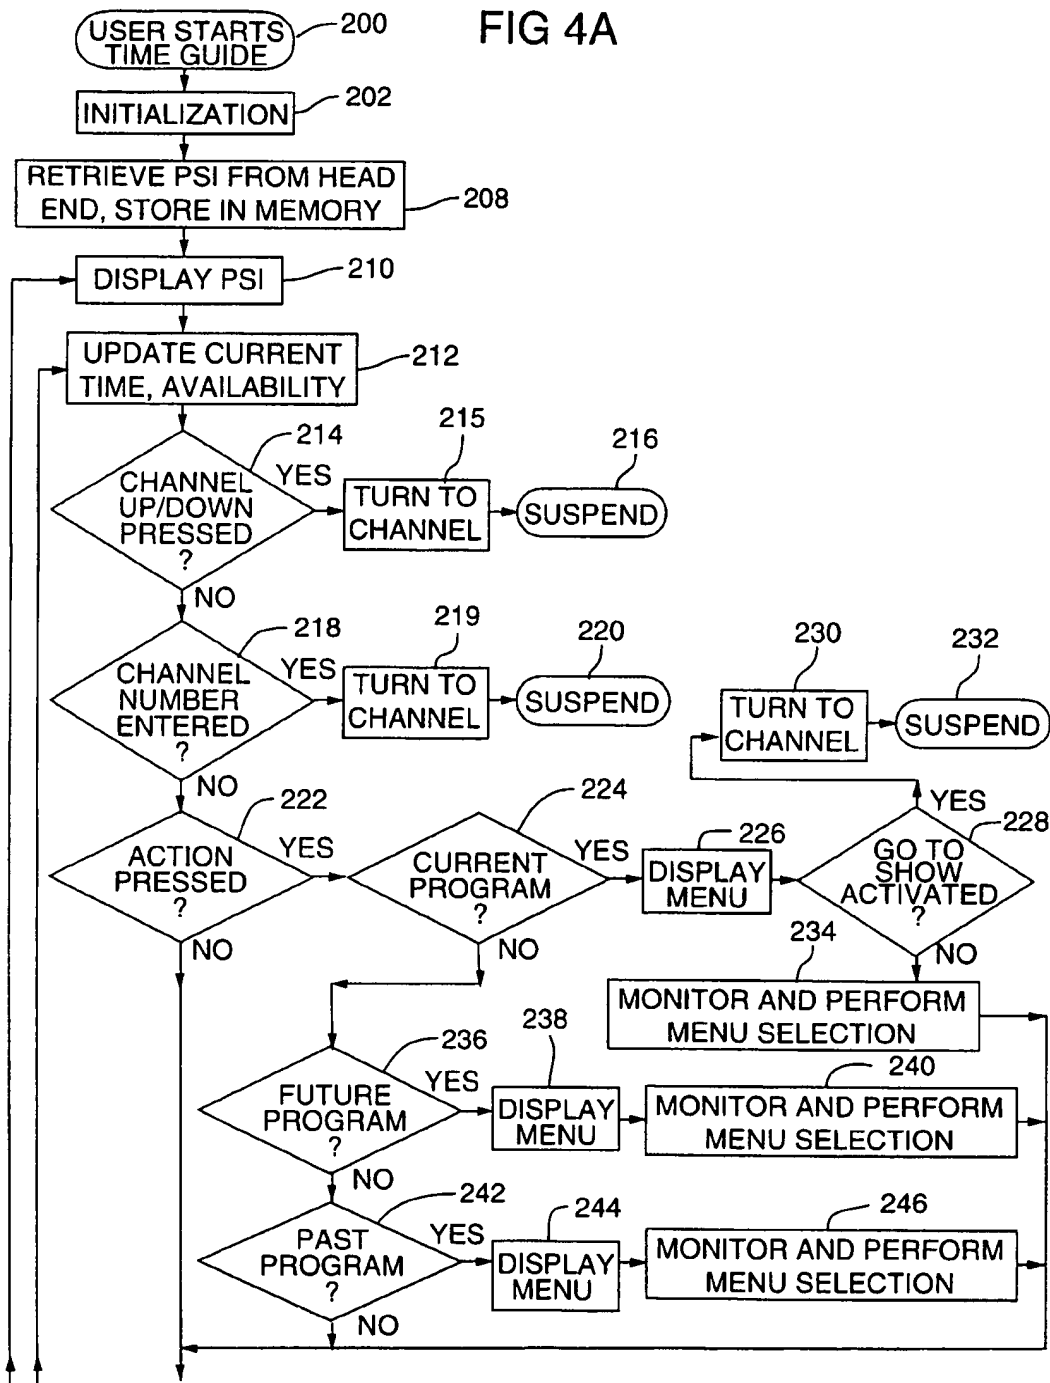 FIG 4A
USER STARTS
TIME GUIDE
200
INITIALIZATION
202
RETRIEVE PSI FROM HEAD
END, STORE IN MEMORY
208
DISPLAY PSI
210
UPDATE CURRENT
TIME, AVAILABILITY
212
CHANNEL
UP/DOWN
PRESSED
?
214
YES
NO
215
TURN TO
CHANNEL
216
SUSPEND
CHANNEL
NUMBER
ENTERED
?
218
YES
NO
219
TURN TO
CHANNEL
220
SUSPEND
230
TURN TO
CHANNEL
232
SUSPEND
ACTION
PRESSED
?
222
YES
NO
CURRENT
PROGRAM
?
224
YES
NO
226
DISPLAY
MENU
GO TO
SHOW
ACTIVATED
?
228
YES
NO
234
MONITOR AND PERFORM
MENU SELECTION
FUTURE
PROGRAM
?
236
YES
NO
238
DISPLAY
MENU
240
MONITOR AND PERFORM
MENU SELECTION
PAST
PROGRAM
?
242
YES
NO
244
DISPLAY
MENU
246
MONITOR AND PERFORM
MENU SELECTION